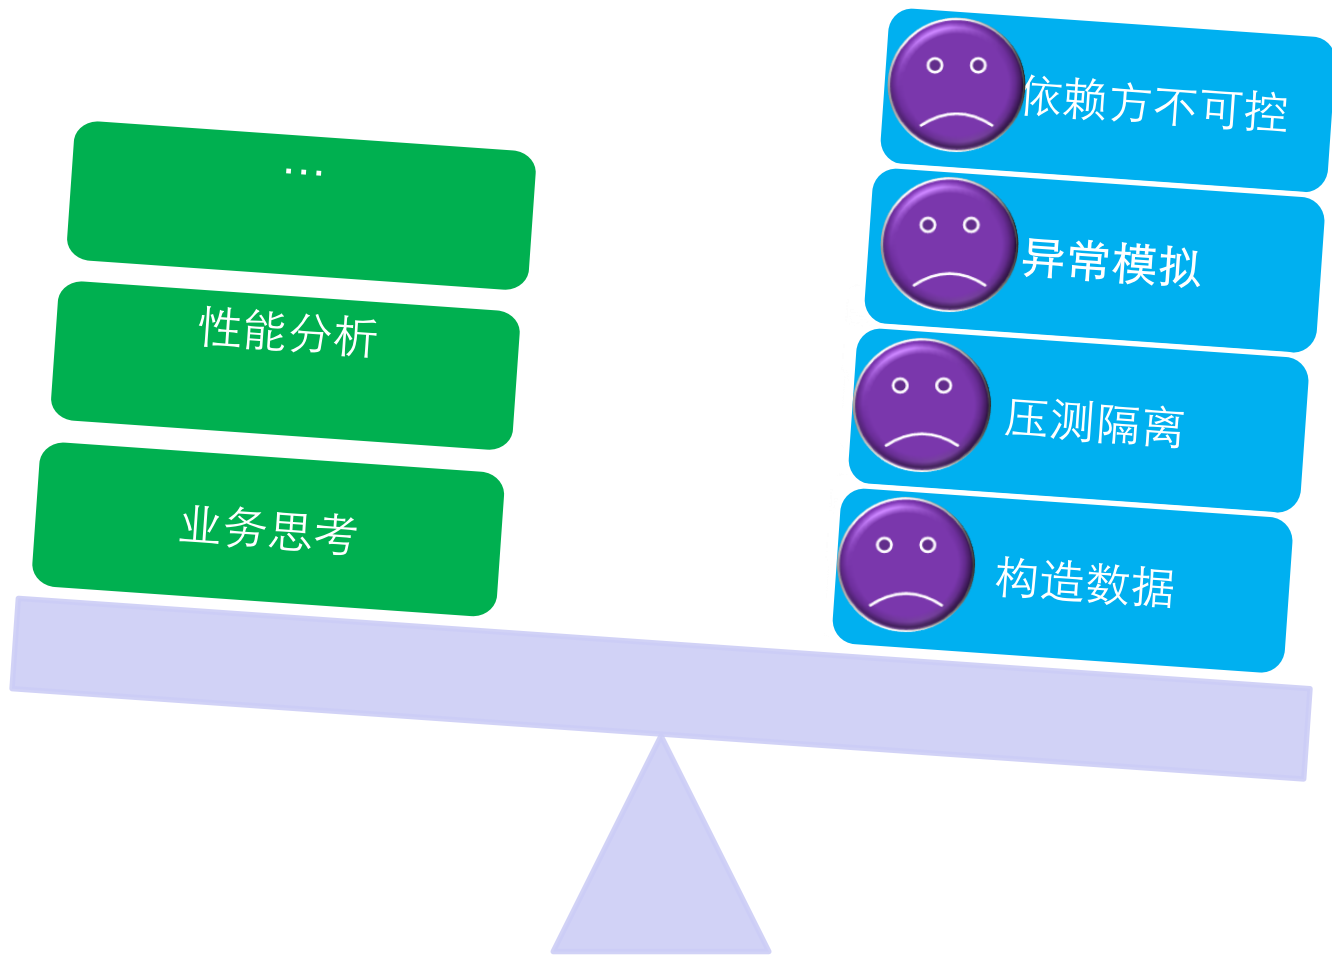 …
性能分析
业务思考
依赖方不可控
异常模拟
压测隔离
构造数据